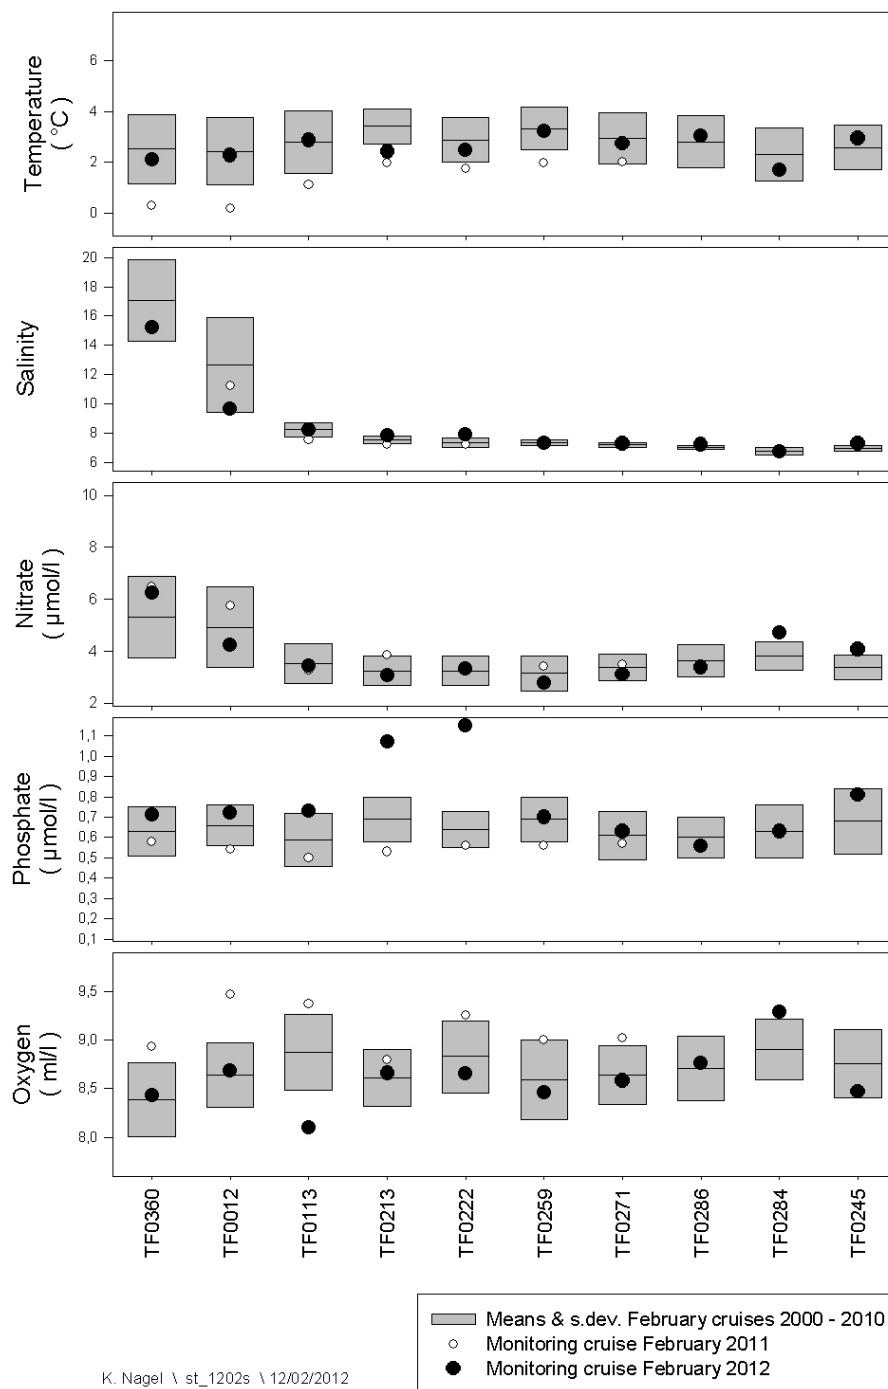 Temperature
( °C )
6
4
2
0
Salinity
20
18
16
14
12
10
8
6
Nitrate
( µmol/l )
10
8
6
4
2
Phosphate
( µmol/l )
1,1
1,0
0,9
0,8
0,7
0,6
0,5
0,4
0,3
0,2
0,1
Oxygen
( ml/l )
9,5
9,0
8,5
8,0
TF0360
TF0012
TF0113
TF0213
TF0222
TF0259
TF0271
TF0286
TF0284
TF0245
Means & s.dev. February cruises 2000 - 2010
Monitoring cruise February 2011
Monitoring cruise February 2012
K. Nagel \ st_1202s \ 12/02/2012